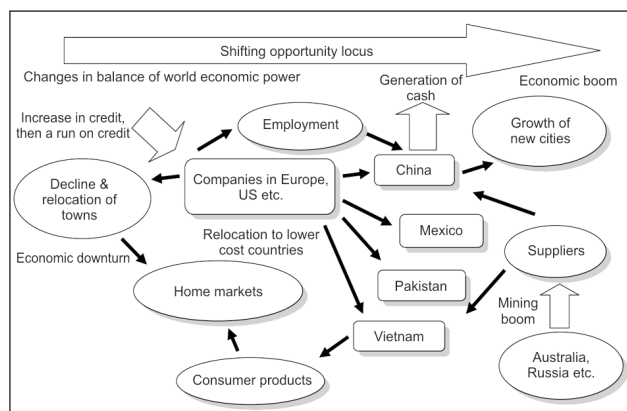 Shifting opportunity locus
Changes in balance of world economic power
Generation of
cash
Economic boom
Increase in credit,
then a run on credit
Employment
Growth of
new cities
China
Decline &
relocation of
towns
Companies in Europe,
US etc.
Mexico
Relocation to lower
cost countries
Suppliers
Economic downturn
Home markets
Pakistan
Mining
boom
Vietnam
Consumer products
Australia,
Russia etc.